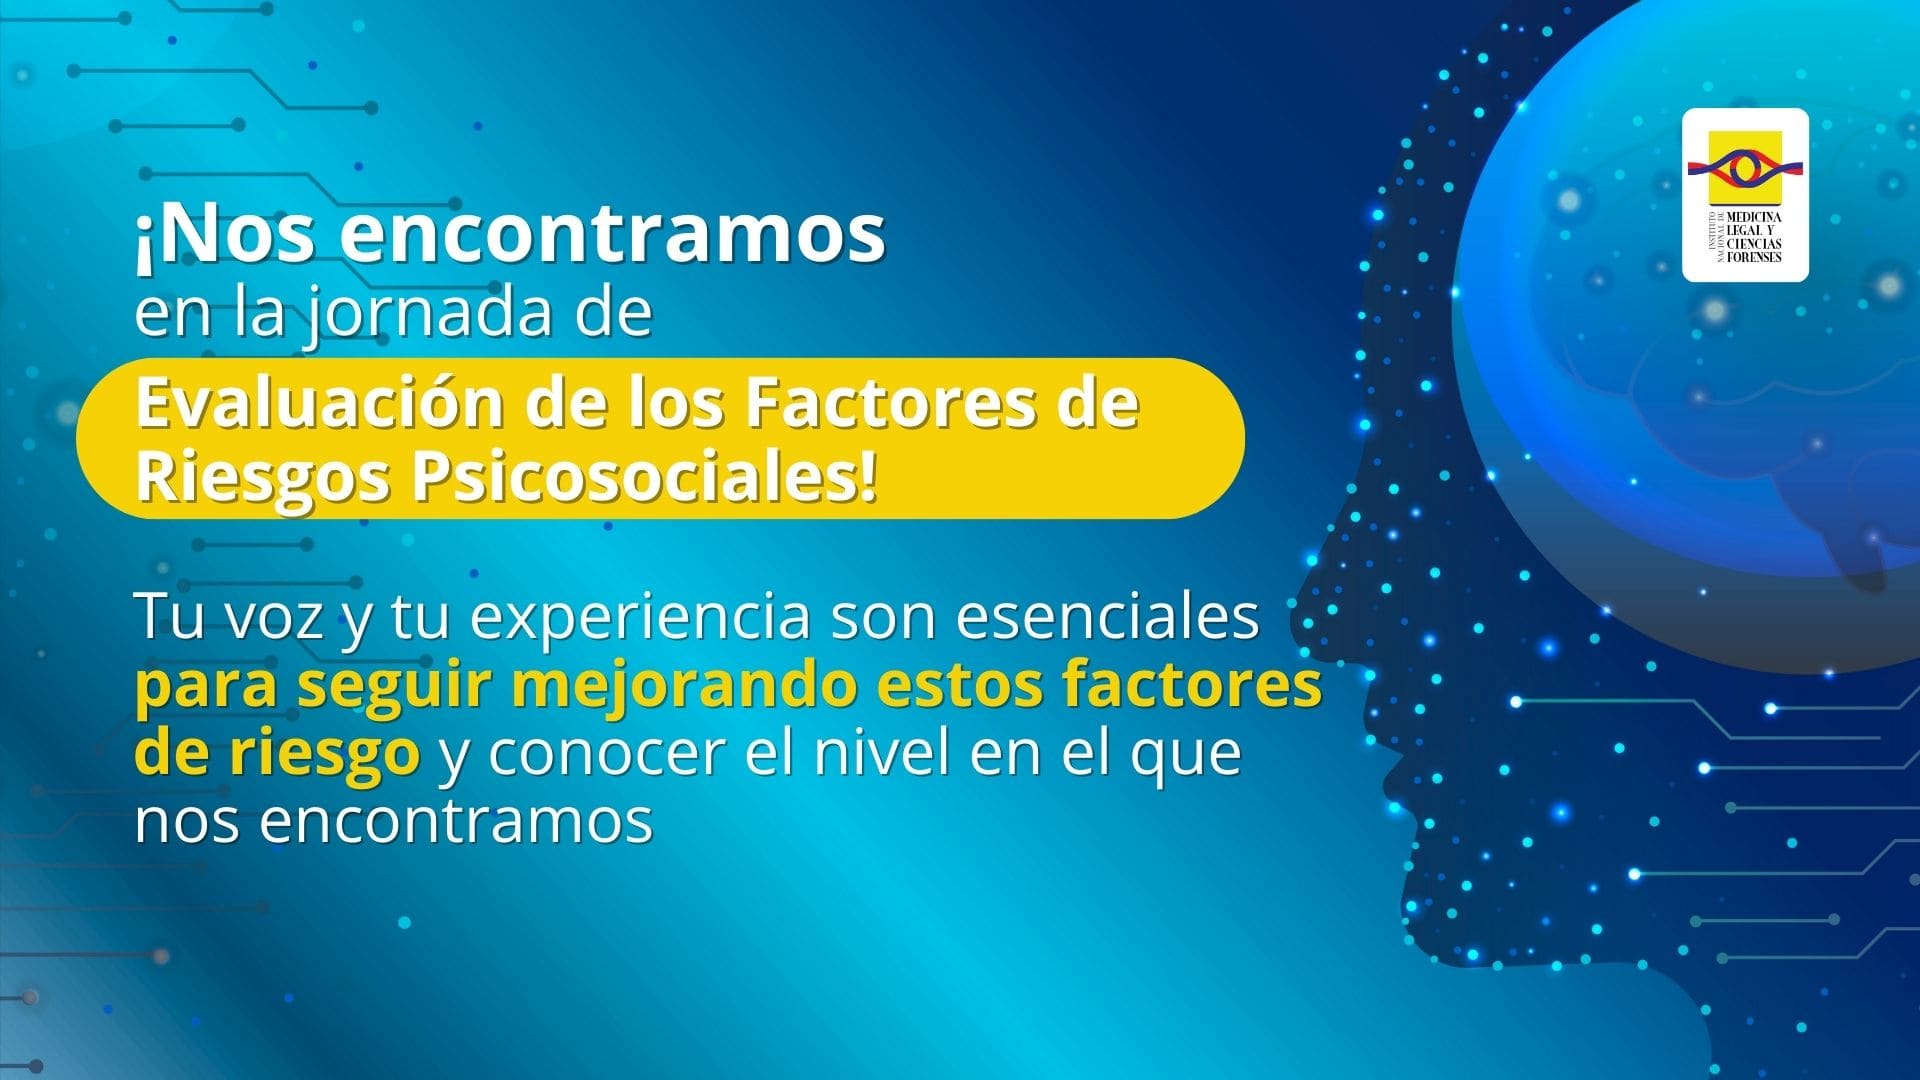 ¡Nos encontramos
en la jornada de
Evaluación de los Factores de
Riesgos Psicosociales!
Tu voz y tu experiencia son esenciales
para seguir mejorando estos factores
de riesgo y conocer el nivel en el que
nos encontramos
INSTITUTO
NACIONAL DE
MEDICINA
LEGAL Y
CIENCIAS
FORENSES